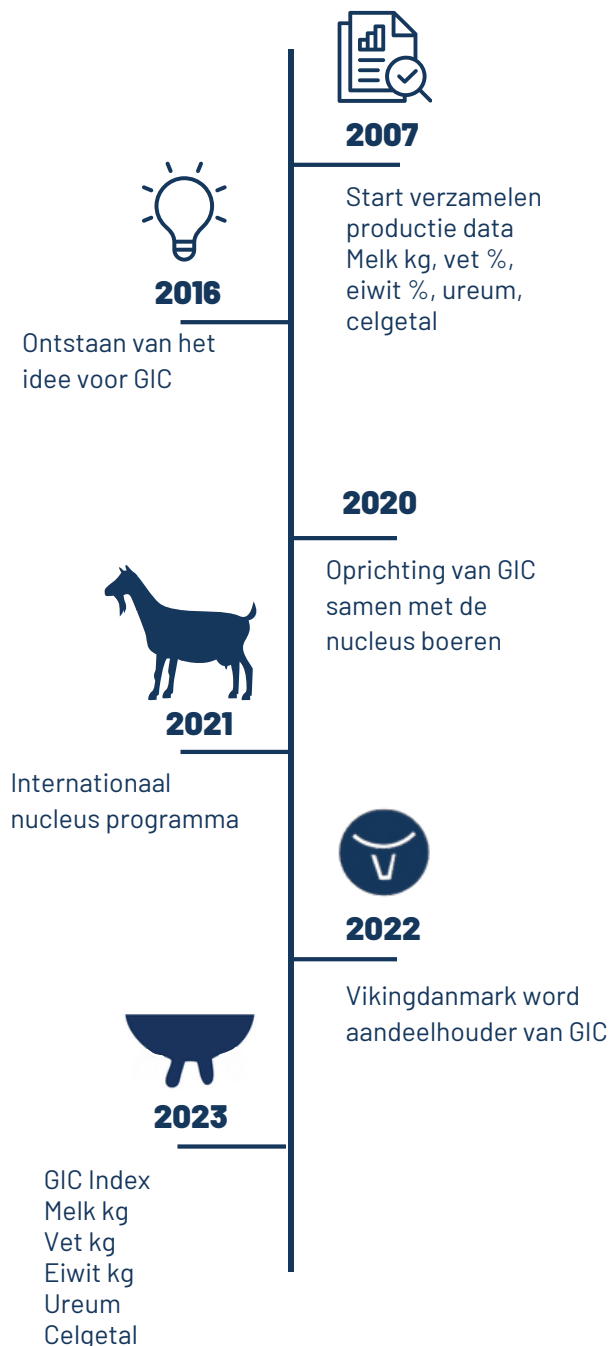 2007
Start verzamelen
productie data
Melk kg, vet %,
eiwit %, ureum,
celgetal
2016
Ontstaan van het
idee voor GIC
2020
Oprichting van GIC
samen met de
nucleus boeren
2021
Internationaal
nucleus programma
2022
Vikingdanmark word
aandeelhouder van GIC
2023
GIC Index
Melk kg
Vet kg
Eiwit kg
Ureum
Celgetal